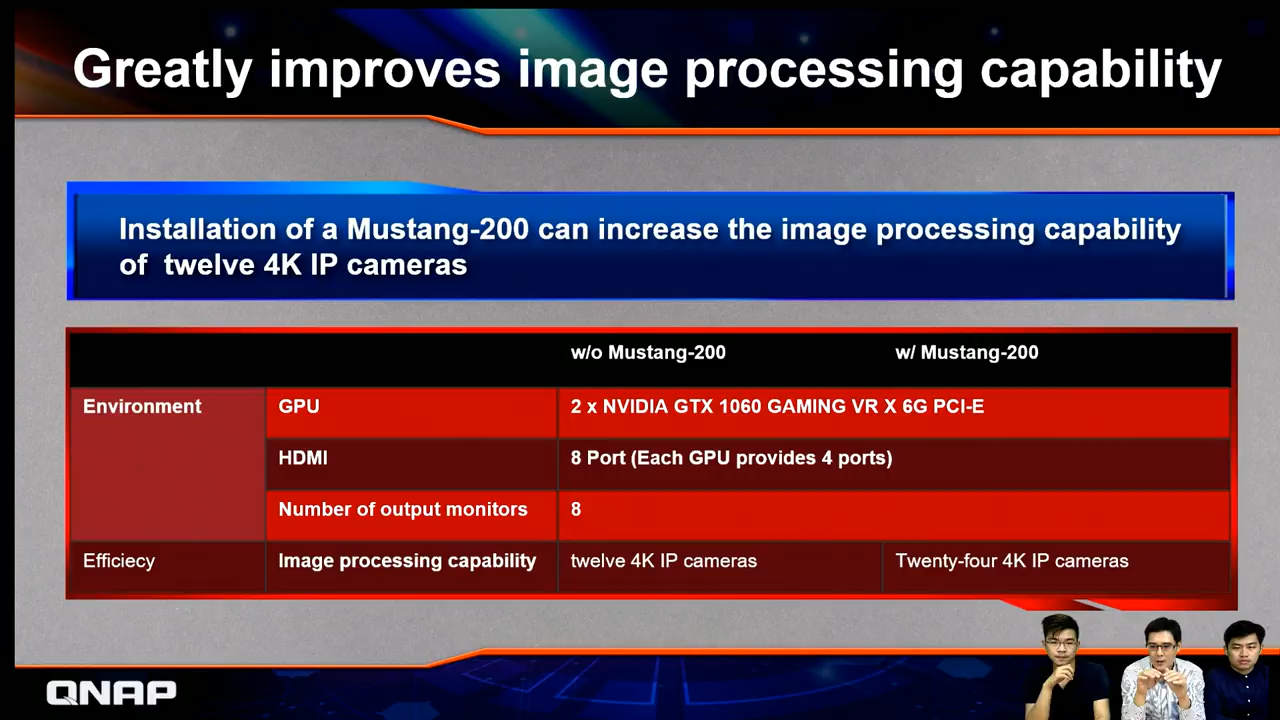 Greatly improves image processing capability
Installation of a Mustang-200 can increase the image processing capability
of twelve 4K IP cameras
w/o Mustang-200 w/ Mustang-200
Environment GPU 2 x NVIDIA GTX 1060 GAMING VR X 6G PCI-E
HDMI 8 Port (Each GPU provides 4 ports)
Number of output monitors 8
Efficiecy Image processing capability twelve 4K IP cameras Twenty-four 4K IP cameras
QNAP